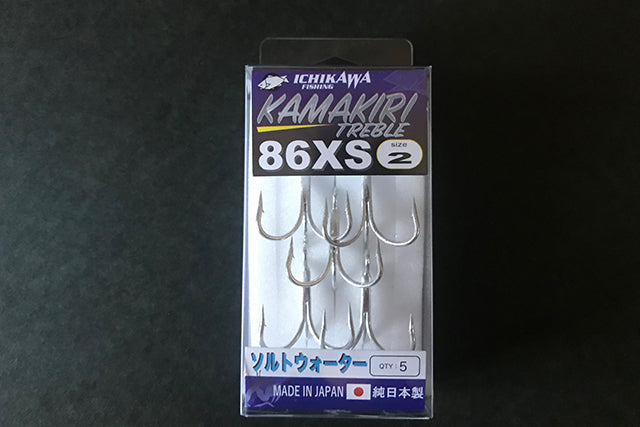 ICHIKAWA
FISHING
KAMAKIRI
TREBLE
86XS size 2
ソルトウォーター QTY : 5
MADE IN JAPAN 純日本製